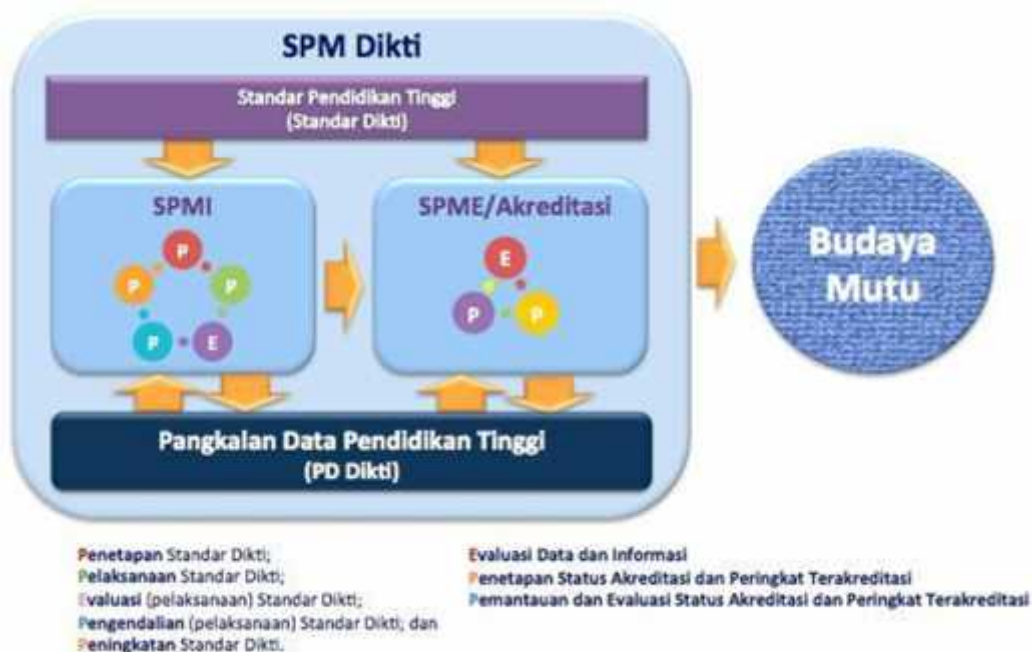 SPM Dikti
Standar Pendidikan Tinggi
(Standar Dikti)
SPMI
P
P
P
P
E
SPME/Akreditasi
E
P
P
Budaya
Mutu
Pangkalan Data Pendidikan Tinggi
(PD Dikti)
Penetapan Standar Dikti;
Pelaksanaan Standar Dikti;
Evaluasi (pelaksanaan) Standar Dikti;
Pengendalian (pelaksanaan) Standar Dikti; dan
Peningkatan Standar Dikti.
Evaluasi Data dan Informasi
Penetapan Status Akreditasi dan Peringkat Terakreditasi
Pemantauan dan Evaluasi Status Akreditasi dan Peringkat Terakreditasi